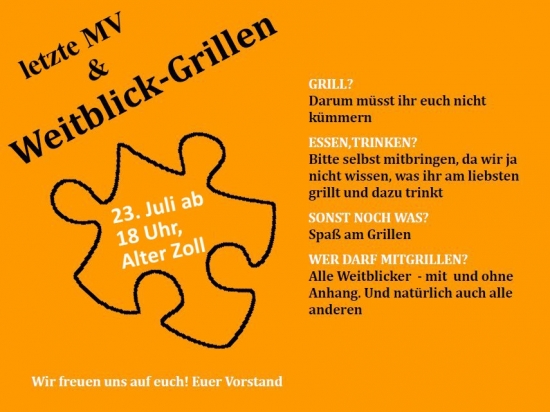 letzte MV
&
Weitblick-Grillen
23. Juli ab
18 Uhr,
Alter Zoll
GRILL?
Darum müsst ihr euch nicht
kümmern
ESSEN,TRINKEN?
Bitte selbst mitbringen, da wir ja
nicht wissen, was ihr am liebsten
grillt und dazu trinkt
SONST NOCH WAS?
Spaß am Grillen
WER DARF MITGRILLEN?
Alle Weitblicker - mit und ohne
Anhang. Und natürlich auch alle
anderen
Wir freuen uns auf euch! Euer Vorstand